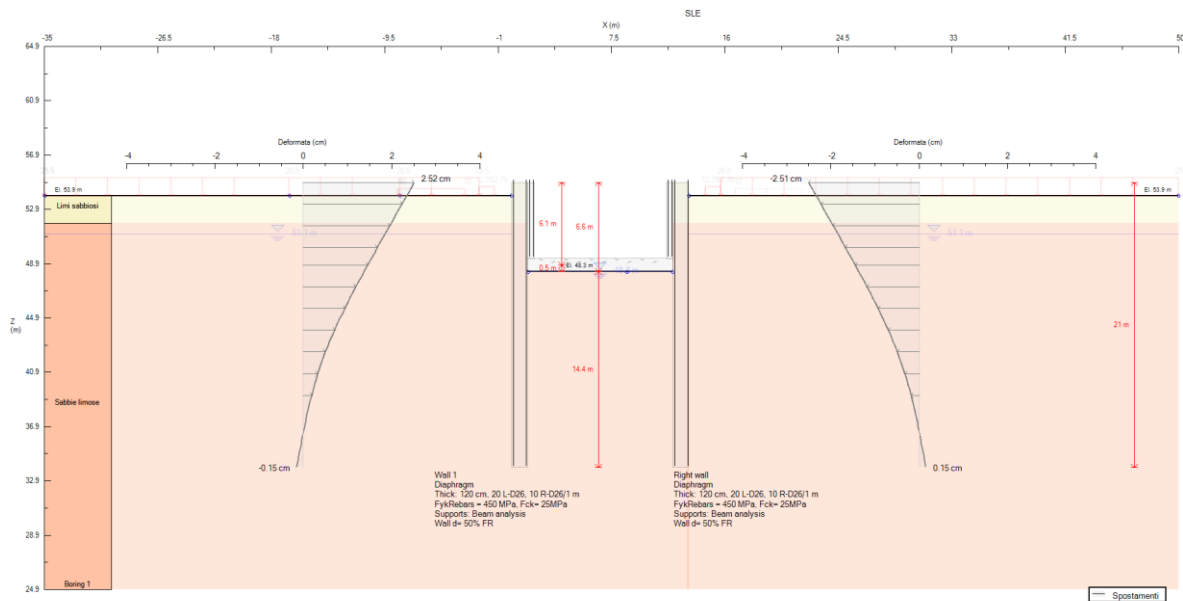 SLE
X (m)
-35 -26.5 -18 -9.5 -1 7.5 16 24.5 33 41.5 50
64.9
60.9
56.9
52.9
48.9
44.9
40.9
36.9
32.9
28.9
24.9
Z
(m)
Deformata (cm)
-4 -2 0 2 4
Deformata (cm)
-4 -2 0 2 4
2.52 cm
-2.51 cm
El. 53.9 m
El. 53.9 m
Limi sabbiosi
51.1 m
51.1 m
6.1 m
6.6 m
0.5 m
El. 48.3 m
21 m
14.4 m
Sabbie limose
-0.15 cm
0.15 cm
Wall 1
Diaphragm
Thick: 120 cm, 20 L-D26, 10 R-D26/1 m
FykRebars = 450 MPa, Fck= 25MPa
Supports: Beam analysis
Wall d= 50% FR
Right wall
Diaphragm
Thick: 120 cm, 20 L-D26, 10 R-D26/1 m
FykRebars = 450 MPa, Fck= 25MPa
Supports: Beam analysis
Wall d= 50% FR
Boring 1
Spostamenti